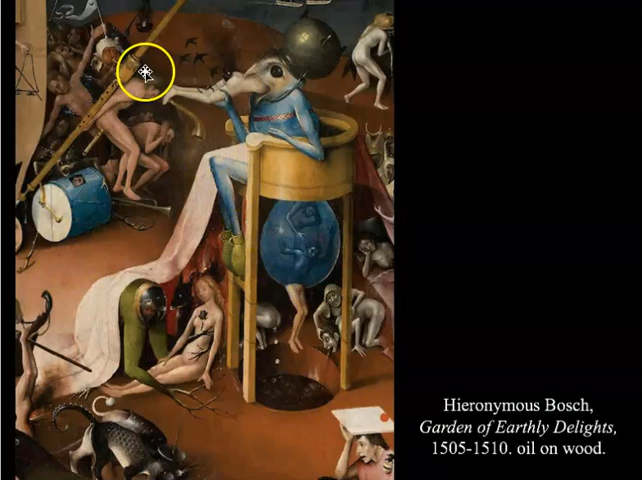 Hieronymous Bosch,
Garden of Earthly Delights,
1505-1510. oil on wood.